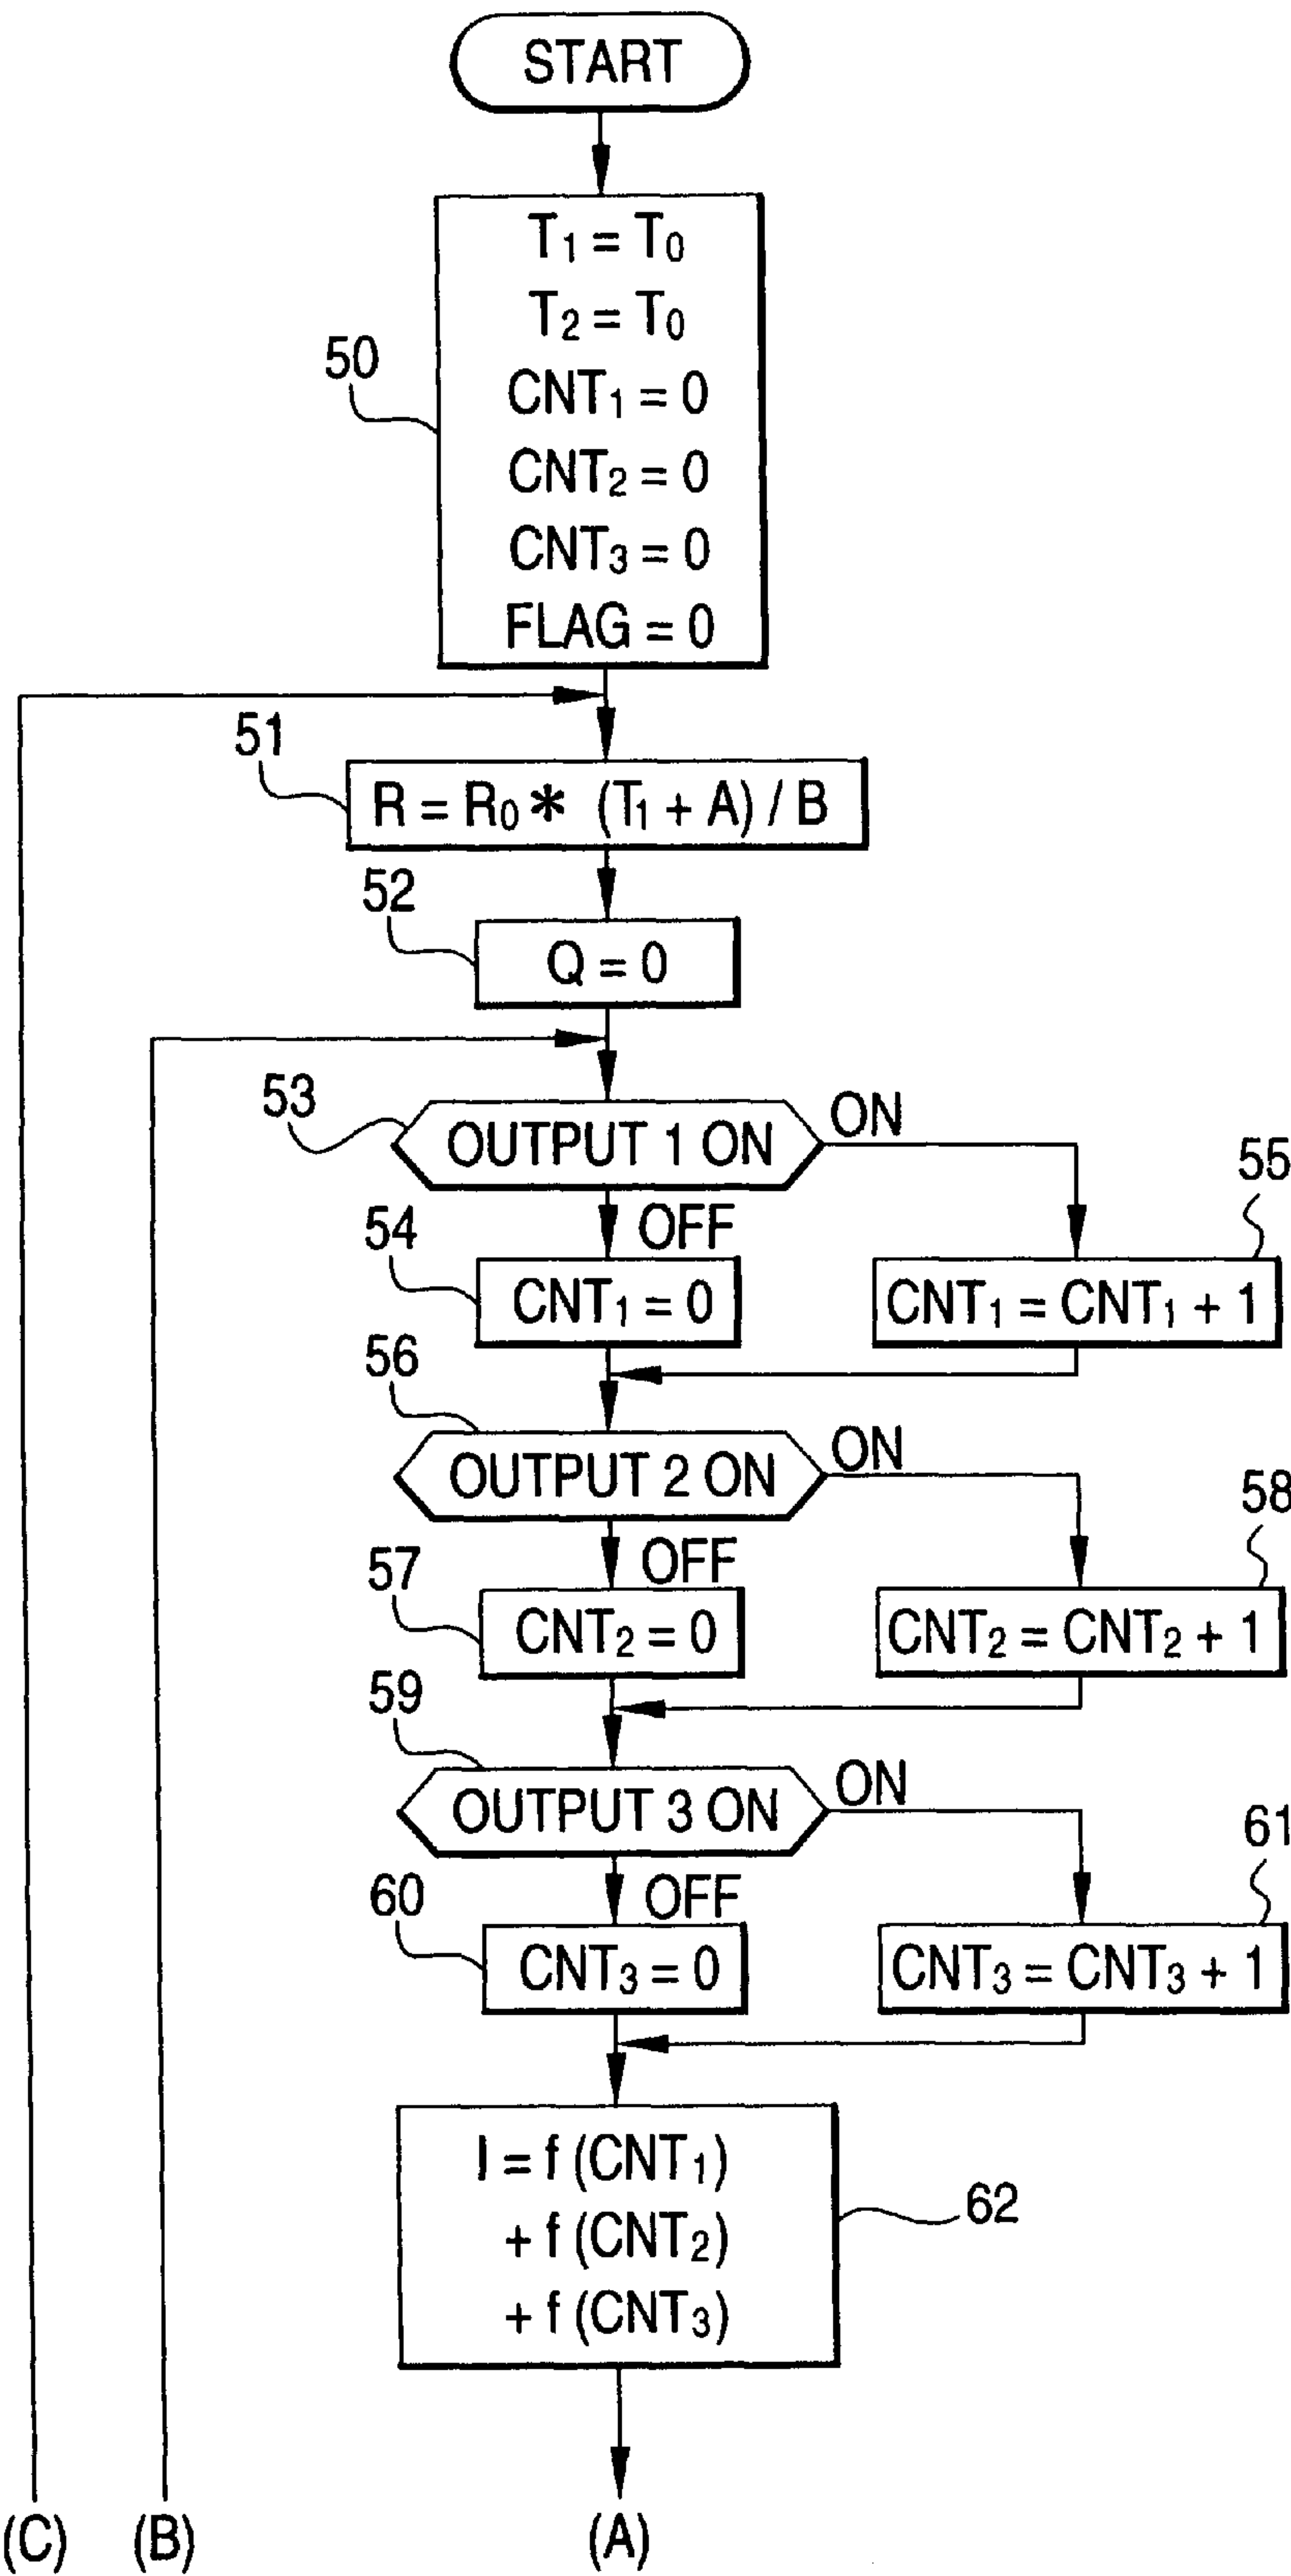 START
T₁ = T₀
T₂ = T₀
50
CNT₁ = 0
CNT₂ = 0
CNT₃ = 0
FLAG = 0
51
R = R₀ * (T₁ + A) / B
52
Q = 0
53
OUTPUT 1 ON
ON
55
54
OFF
CNT₁ = 0
CNT₁ = CNT₁ + 1
56
OUTPUT 2 ON
ON
58
57
OFF
CNT₂ = 0
CNT₂ = CNT₂ + 1
59
OUTPUT 3 ON
ON
61
60
OFF
CNT₃ = 0
CNT₃ = CNT₃ + 1
I = f (CNT₁)
+ f (CNT₂)
+ f (CNT₃)
62
(C)
(B)
(A)